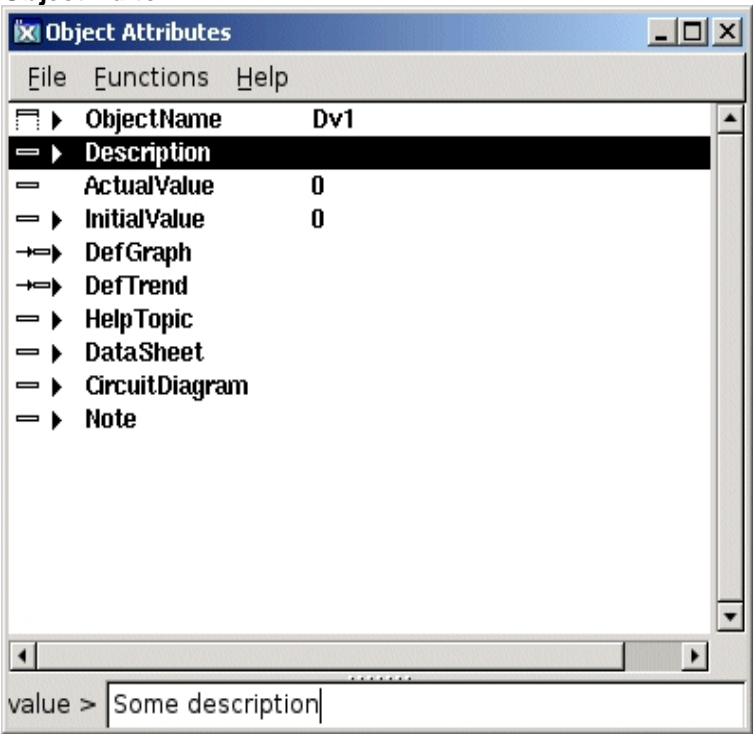 Object Attributes
File Functions Help
ObjectName Dv1
Description
ActualValue 0
InitialValue 0
DefGraph
DefTrend
HelpTopic
DataSheet
CircuitDiagram
Note
value > Some description